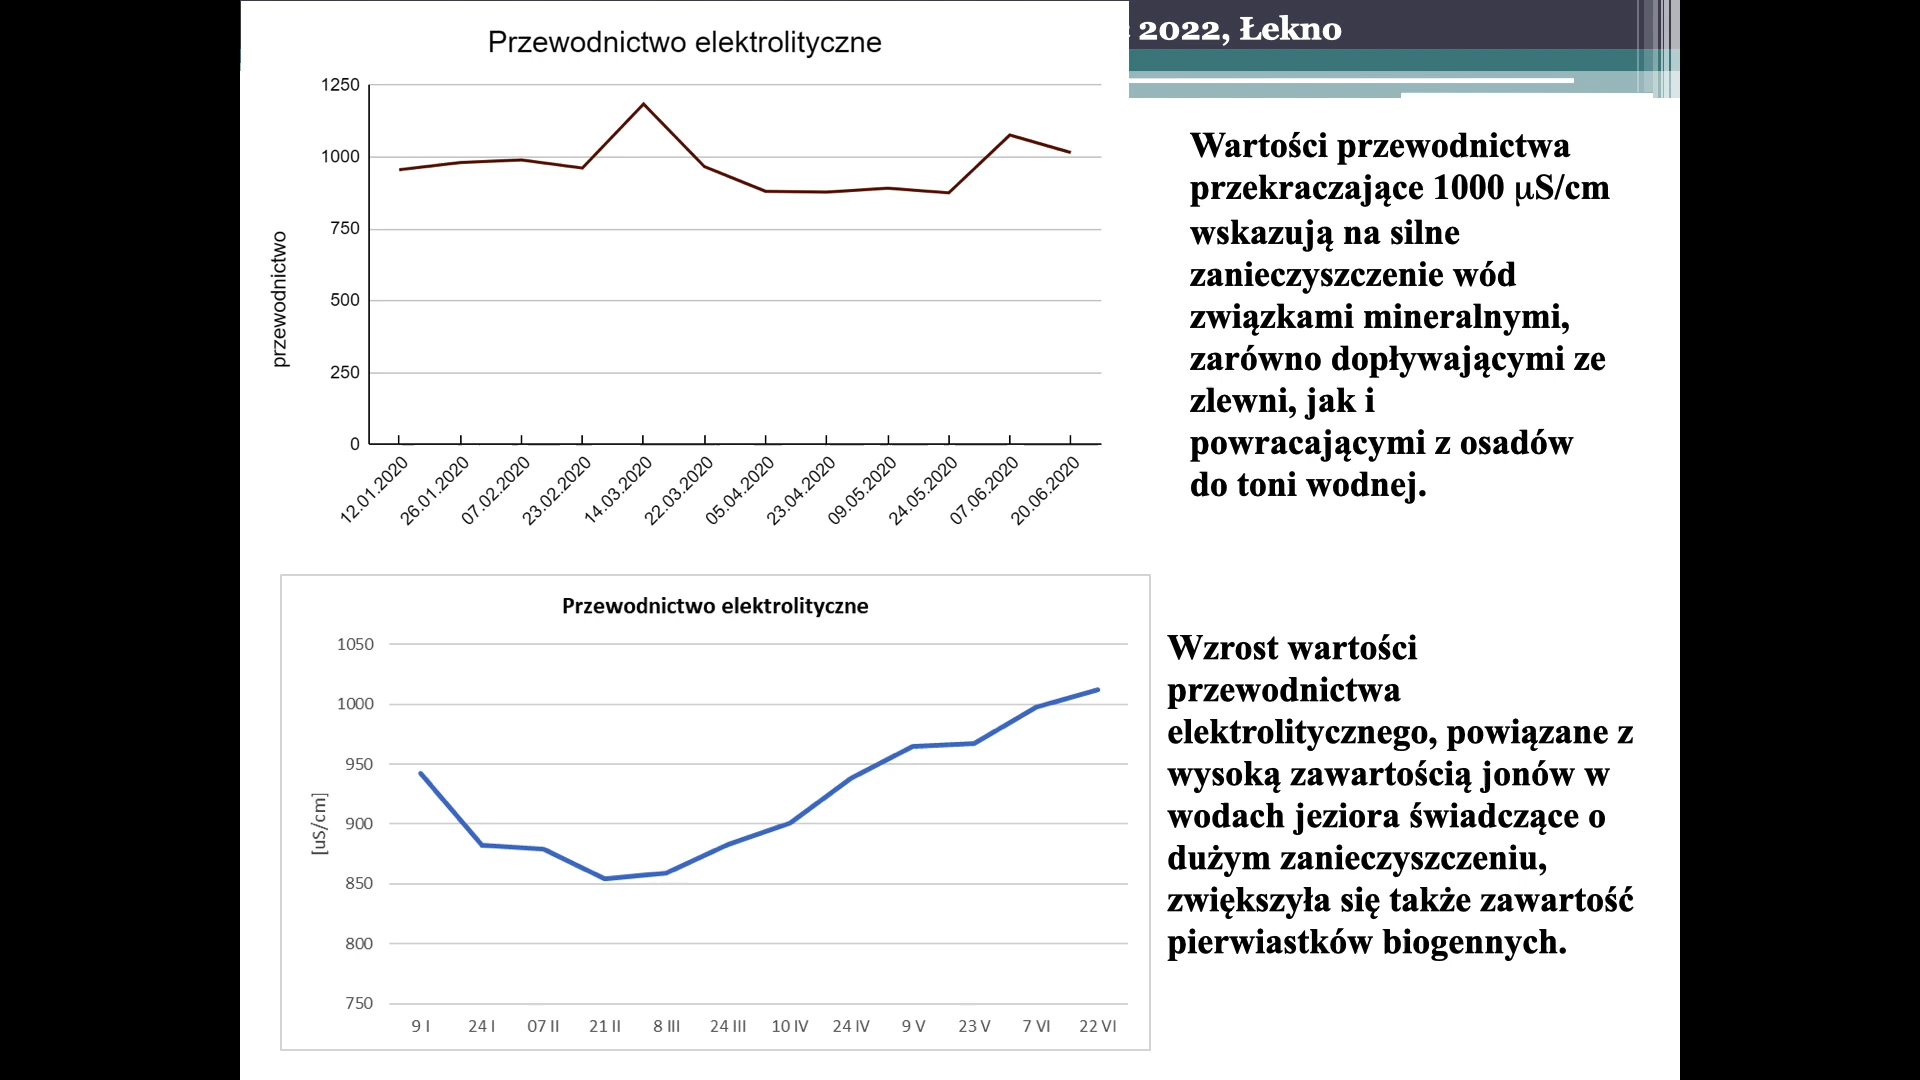 2022, Łekno
Przewodnictwo elektrolityczne
1250
1000
750
500
250
0
przewodnictwo
12.01.2020
26.01.2020
07.02.2020
23.02.2020
14.03.2020
22.03.2020
05.04.2020
23.04.2020
09.05.2020
24.05.2020
07.06.2020
20.06.2020
Wartości przewodnictwa
przekraczające 1000 µS/cm
wskazują na silne
zanieczyszczenie wód
związkami mineralnymi,
zarówno dopływającymi ze
zlewni, jak i
powracającymi z osadów
do toni wodnej.
Przewodnictwo elektrolityczne
1050
1000
950
900
850
800
750
[uS/cm]
9 I 24 I 07 II 21 II 8 III 24 III 10 IV 24 IV 9 V 23 V 7 VI 22 VI
Wzrost wartości
przewodnictwa
elektrolitycznego, powiązane z
wysoką zawartością jonów w
wodach jeziora świadczące o
dużym zanieczyszczeniu,
zwiększyła się także zawartość
pierwiastków biogennych.